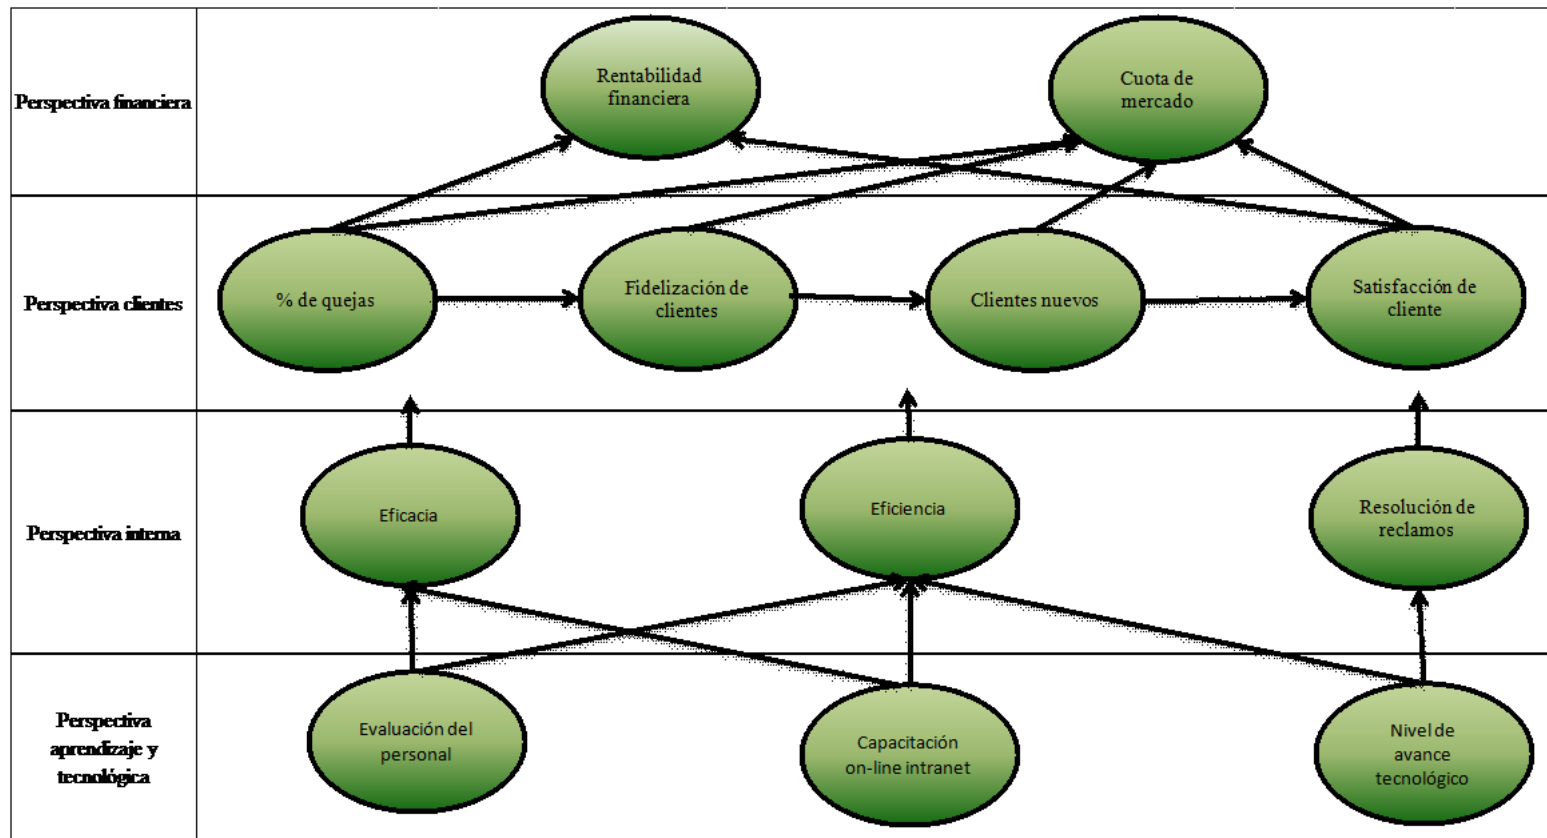 Perspectiva financiera
Rentabilidad
financiera
Cuota de
mercado
Perspectiva clientes
% de quejas
Fidelización de
clientes
Clientes nuevos
Satisfacción de
cliente
Perspectiva interna
Eficacia
Eficiencia
Resolución de
reclamos
Perspectiva
aprendizaje y
tecnológica
Evaluación del
personal
Capacitación
on-line intranet
Nivel de
avance
tecnológico